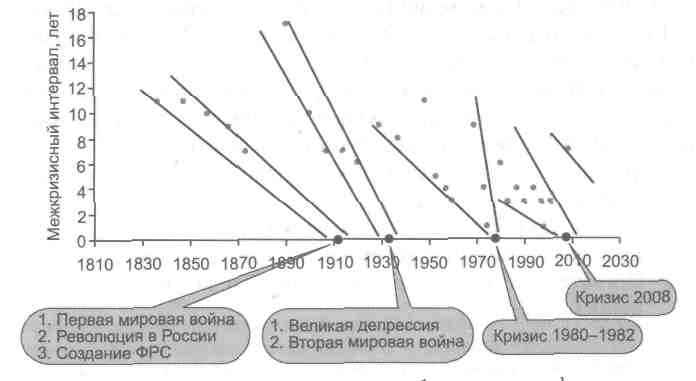 Межкризисный интервал, лет
18
16
14
12
10
8
6
4
2
0
1810 1830 1850 1870 1890 1910 1930 1950 1970 1990 2010 2030
1. Первая мировая война
2. Революция в России
3. Создание ФРС
1. Великая депрессия
2. Вторая мировая война
Кризис 1980–1982
Кризис 2008